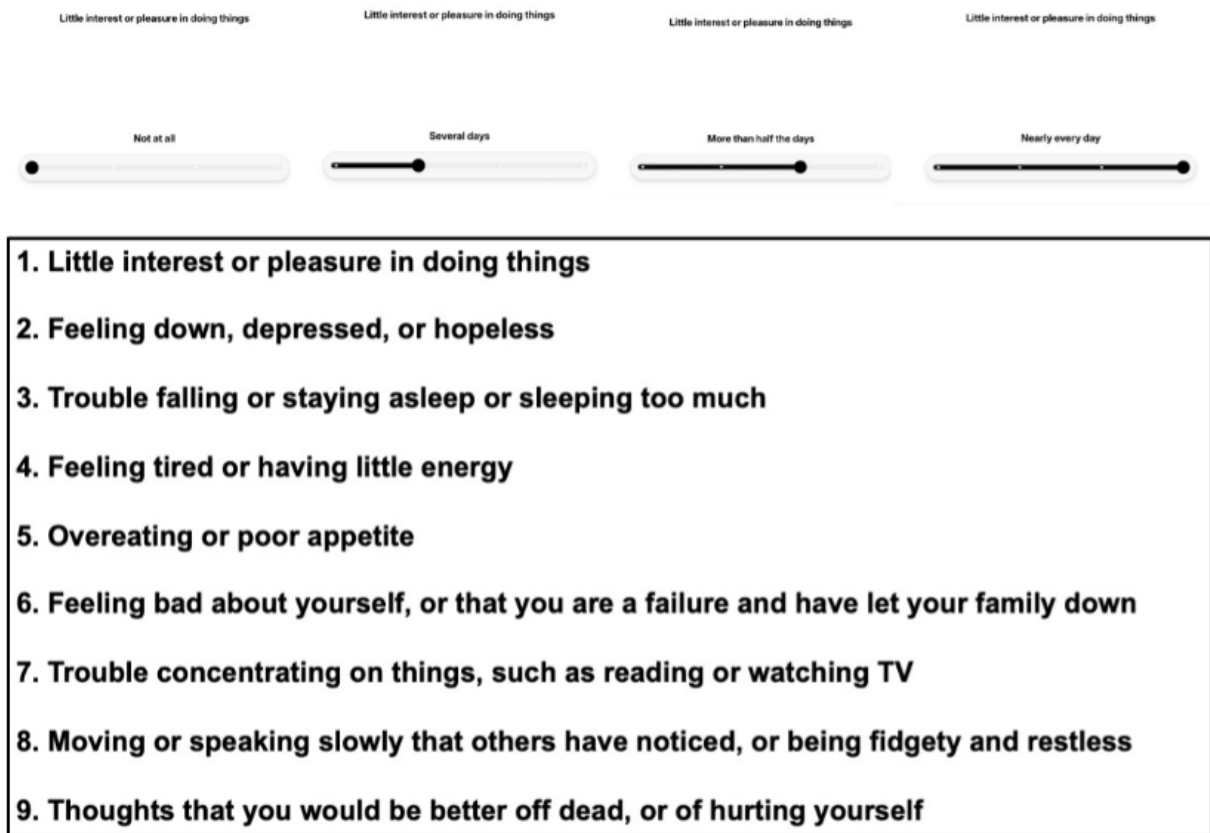 Little interest or pleasure in doing things
Little interest or pleasure in doing things
Little interest or pleasure in doing things
Little interest or pleasure in doing things
Not at all
Several days
More than half the days
Nearly every day
1. Little interest or pleasure in doing things
2. Feeling down, depressed, or hopeless
3. Trouble falling or staying asleep or sleeping too much
4. Feeling tired or having little energy
5. Overeating or poor appetite
6. Feeling bad about yourself, or that you are a failure and have let your family down
7. Trouble concentrating on things, such as reading or watching TV
8. Moving or speaking slowly that others have noticed, or being fidgety and restless
9. Thoughts that you would be better off dead, or of hurting yourself